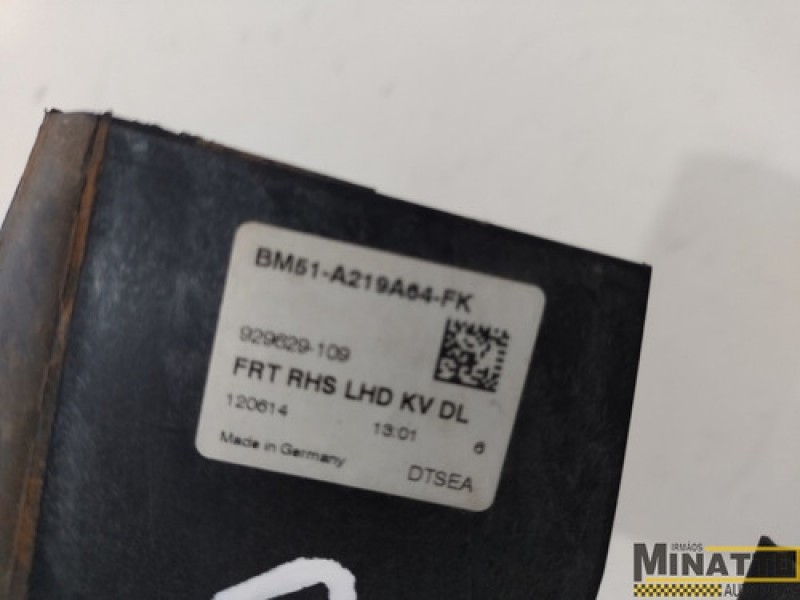 BM51-A219A64-FK
929629-109
FRT RHS LHD KV DL
120614 13:01 6
Made in Germany DTSEA
IRMÃOS
MINATTO